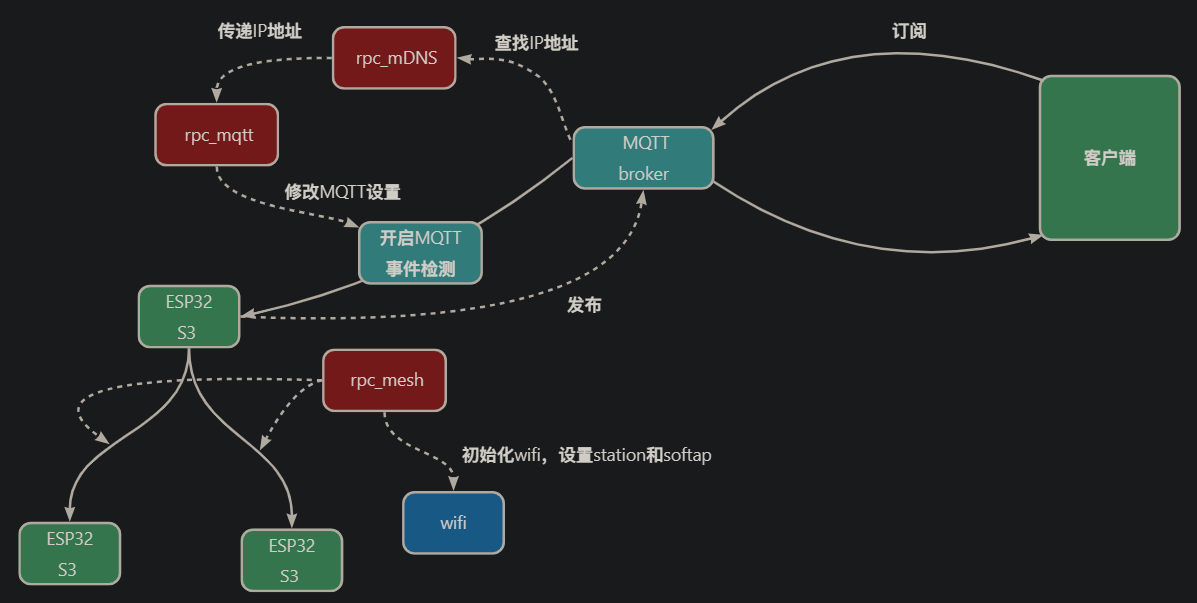 传递IP地址
rpc_mDNS
查找IP地址
订阅
rpc_mqtt
MQTT
broker
客户端
修改MQTT设置
开启MQTT
事件检测
ESP32
S3
发布
rpc_mesh
初始化wifi，设置station和softap
wifi
ESP32
S3
ESP32
S3